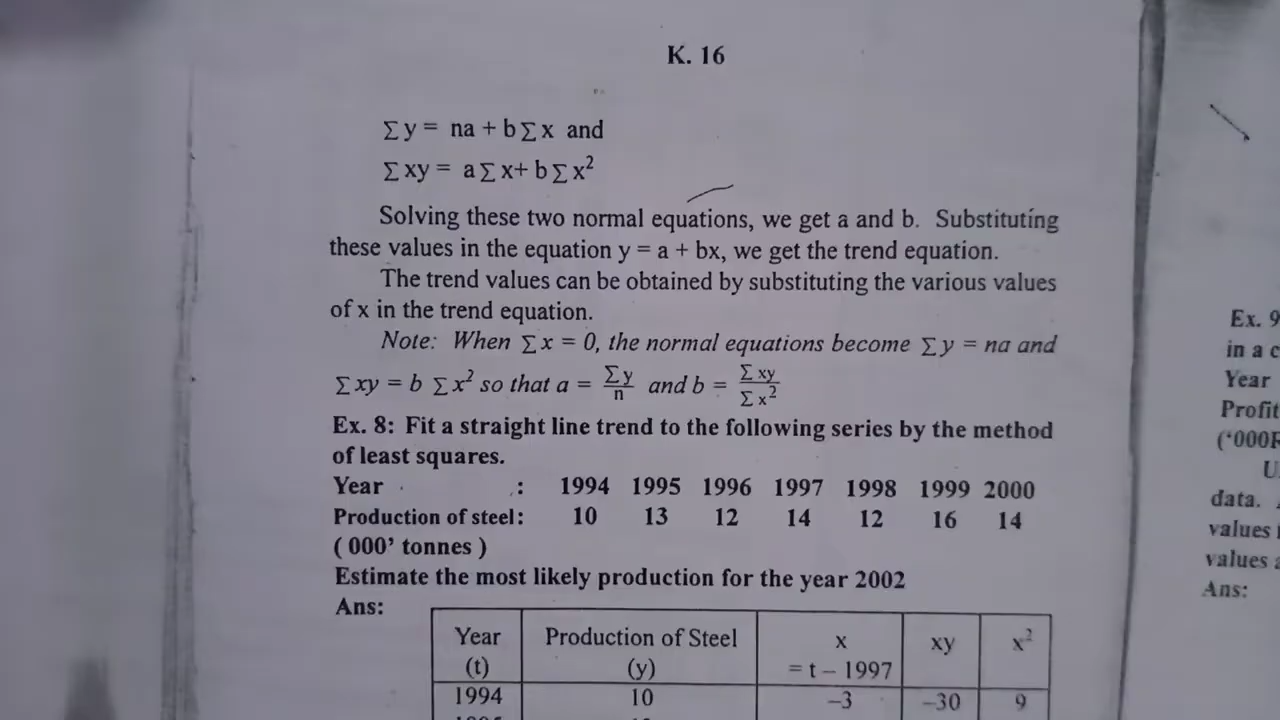 K. 16
∑y = na + b∑x and
∑xy = a∑x+ b∑x²
Solving these two normal equations, we get a and b. Substituting
these values in the equation y = a + bx, we get the trend equation.
The trend values can be obtained by substituting the various values
of x in the trend equation.
Note: When ∑x = 0, the normal equations become ∑y = na and
∑xy = b ∑x² so that a = ∑y/n and b = ∑xy/∑x²
Ex. 8: Fit a straight line trend to the following series by the method
of least squares.
Year : 1994 1995 1996 1997 1998 1999 2000
Production of steel: 10 13 12 14 12 16 14
( 000’ tonnes )
Estimate the most likely production for the year 2002
Ans:
Year Production of Steel x xy x²
(t) (y) = t – 1997
1994 10 –3 –30 9
Ex. 9
in a c
Year
Profit
(‘000
U
data.
values
values
Ans: